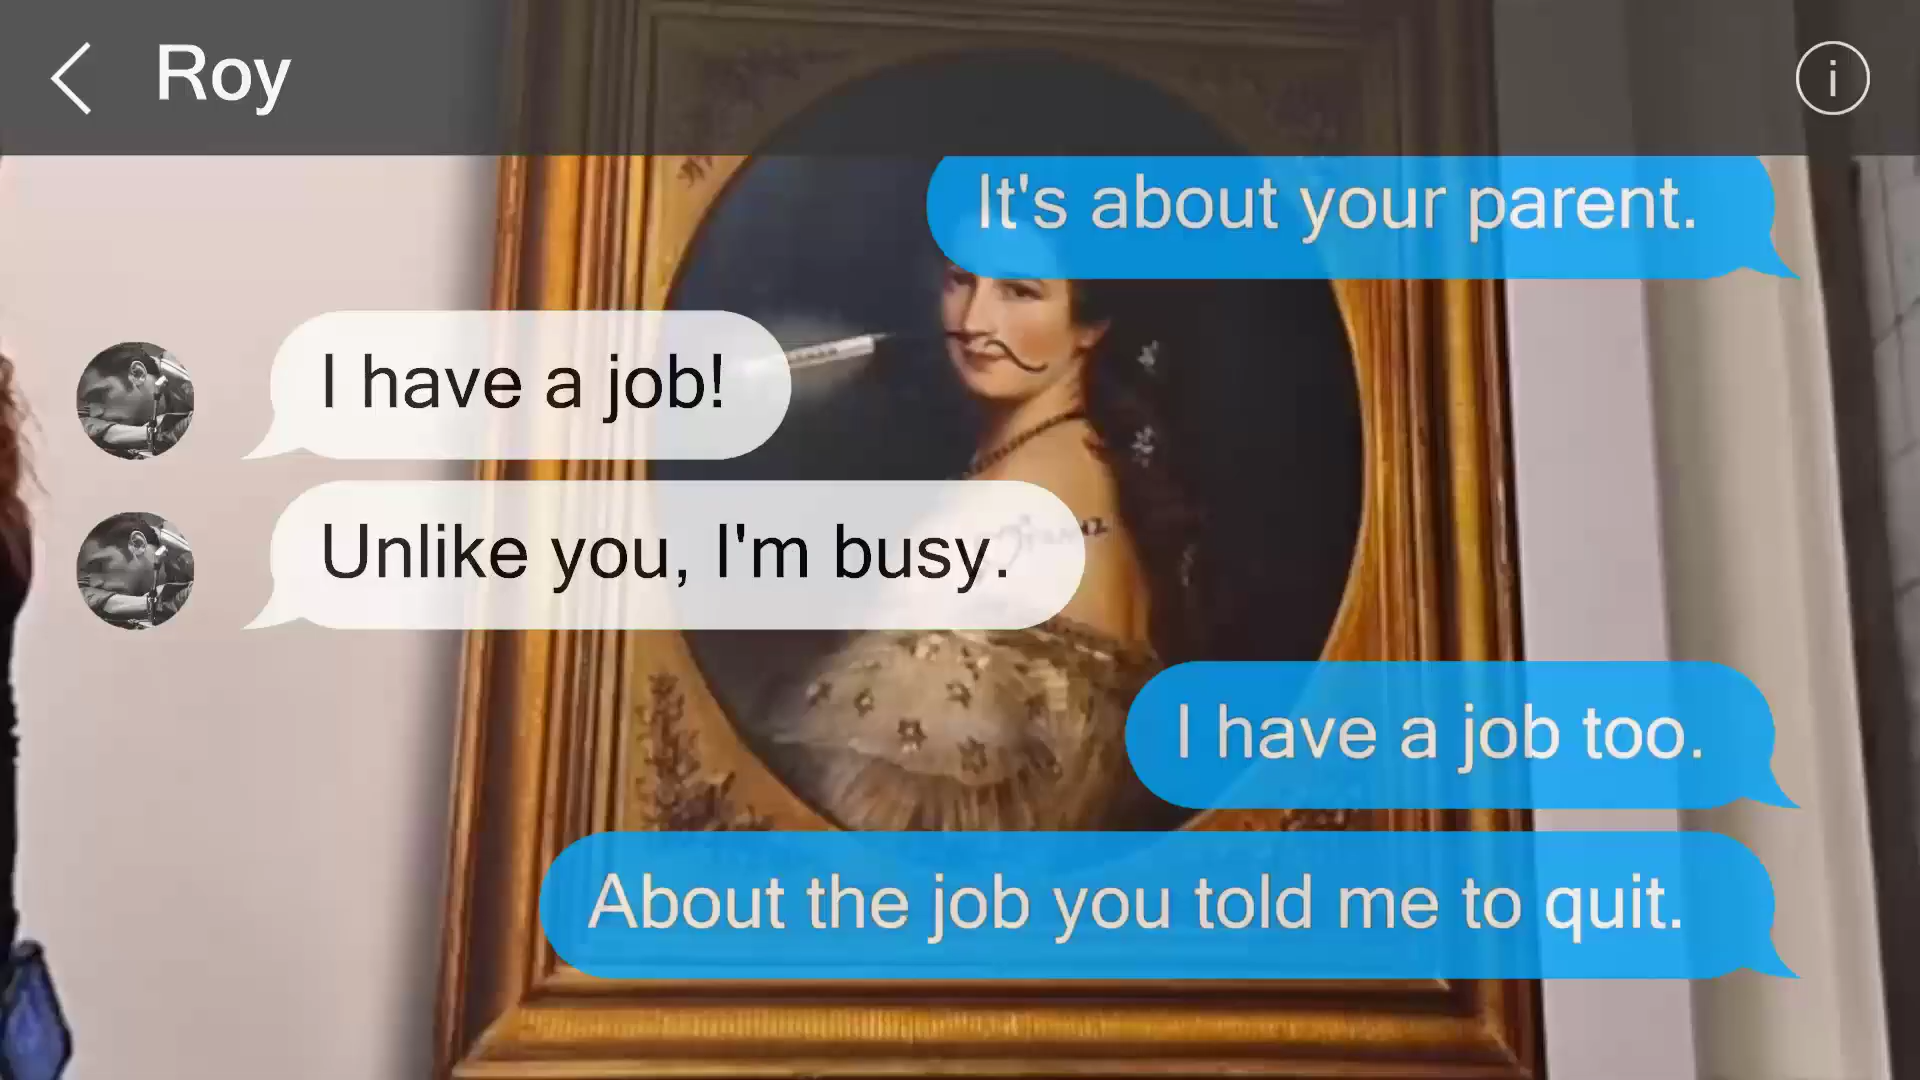 Roy
It's about your parent.
I have a job!
Unlike you, I'm busy.
I have a job too.
About the job you told me to quit.